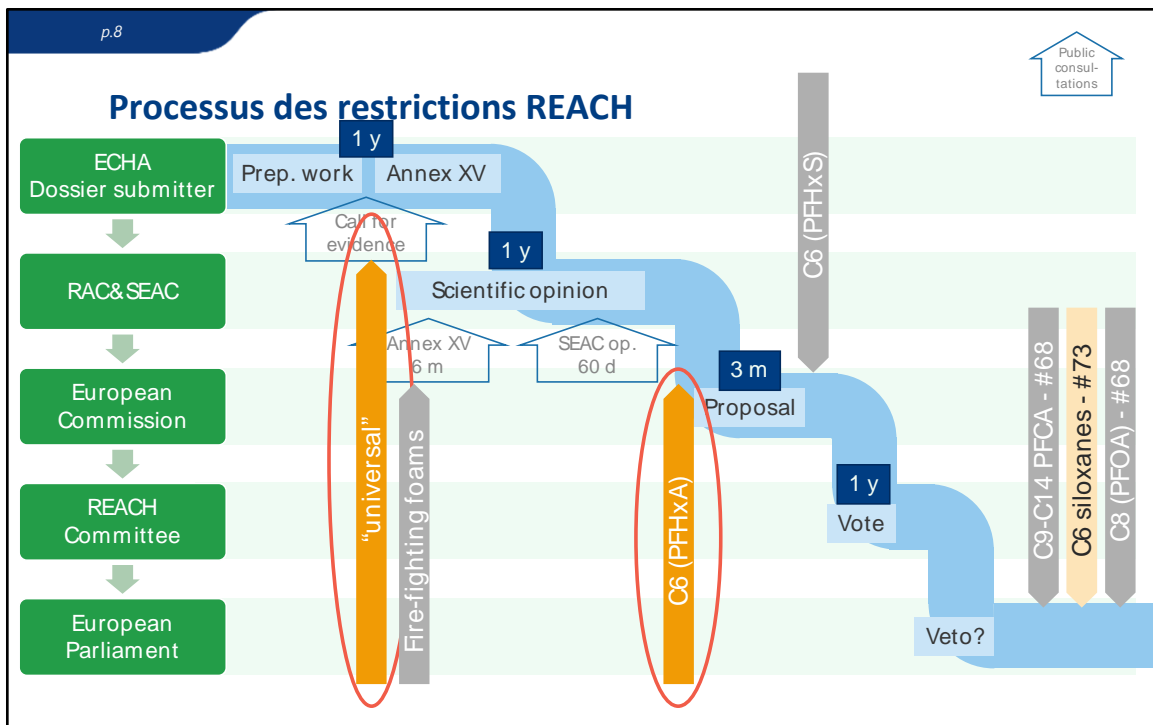 p.8
Public
consul-
tations
Processus des restrictions REACH
1 y
ECHA
Dossier submitter
Prep. work
Annex XV
Call for
evidence
C6 (PFHxS)
1 y
RAC&SEAC
Scientific opinion
Annex XV
6 m
SEAC op.
60 d
European
Commission
3 m
Proposal
"universal"
Fire-fighting foams
C6 (PFHxA)
C9-C14 PFCA - #68
C6 siloxanes - #73
C8 (PFOA) - #68
REACH
Committee
1 y
Vote
European
Parliament
Veto?